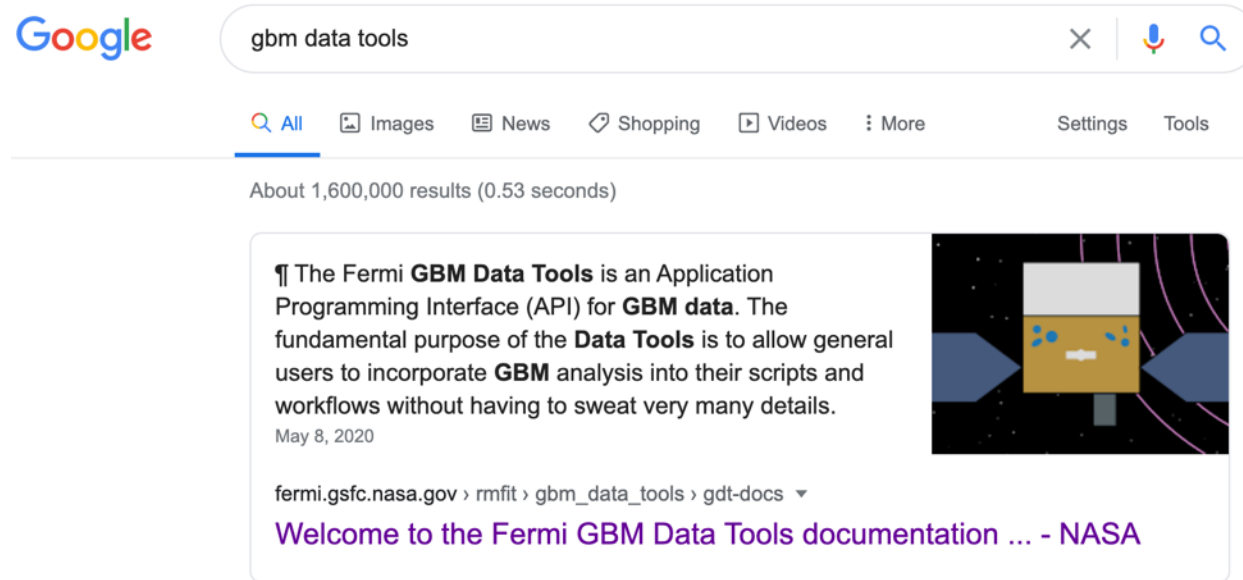 Google
gbm data tools
All Images News Shopping Videos More Settings Tools
About 1,600,000 results (0.53 seconds)
¶ The Fermi GBM Data Tools is an Application
Programming Interface (API) for GBM data. The
fundamental purpose of the Data Tools is to allow general
users to incorporate GBM analysis into their scripts and
workflows without having to sweat very many details.
May 8, 2020
fermi.gsfc.nasa.gov › rmfit › gbm_data_tools › gdt-docs
Welcome to the Fermi GBM Data Tools documentation ... - NASA